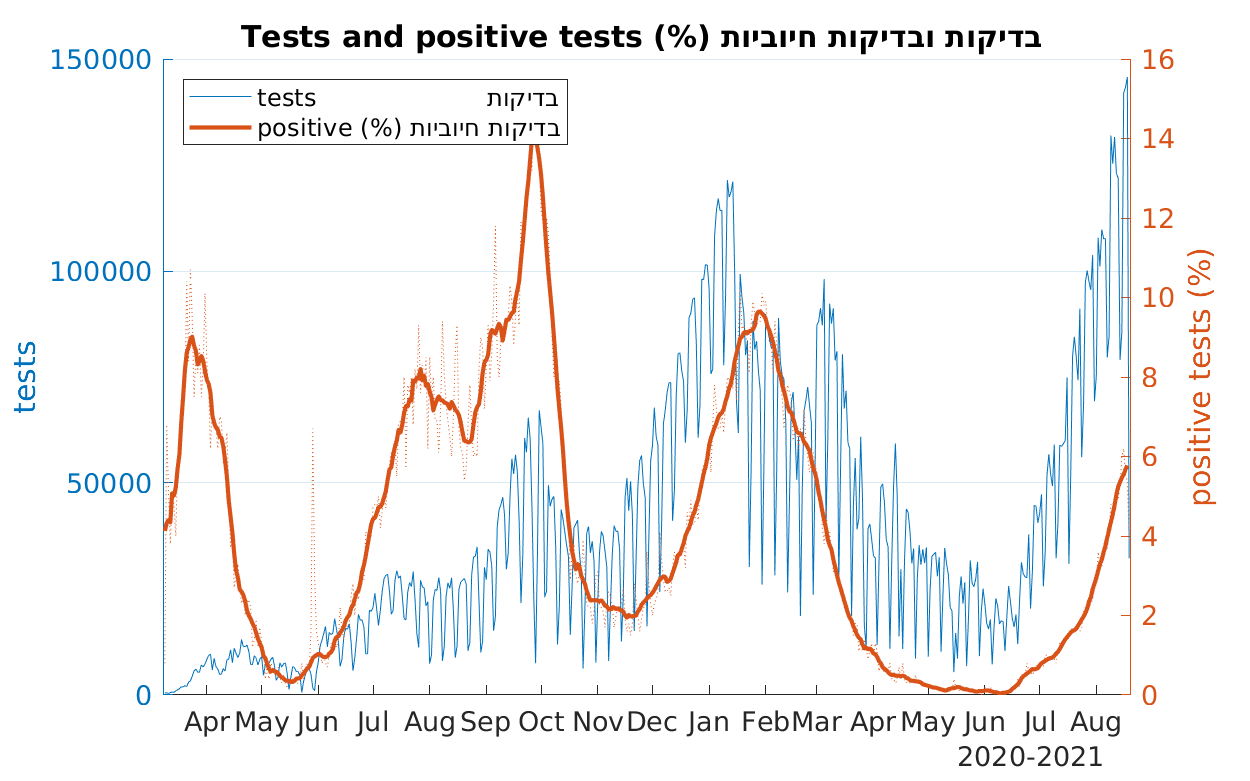 Tests and positive tests (%) בדיקות ובדיקות חיוביות
150000
100000
50000
0
tests
tests בדיקות
positive (%) בדיקות חיוביות
16
14
12
10
8
6
4
2
0
positive tests (%)
Apr May Jun Jul Aug Sep Oct Nov Dec Jan Feb Mar Apr May Jun Jul Aug
2020-2021